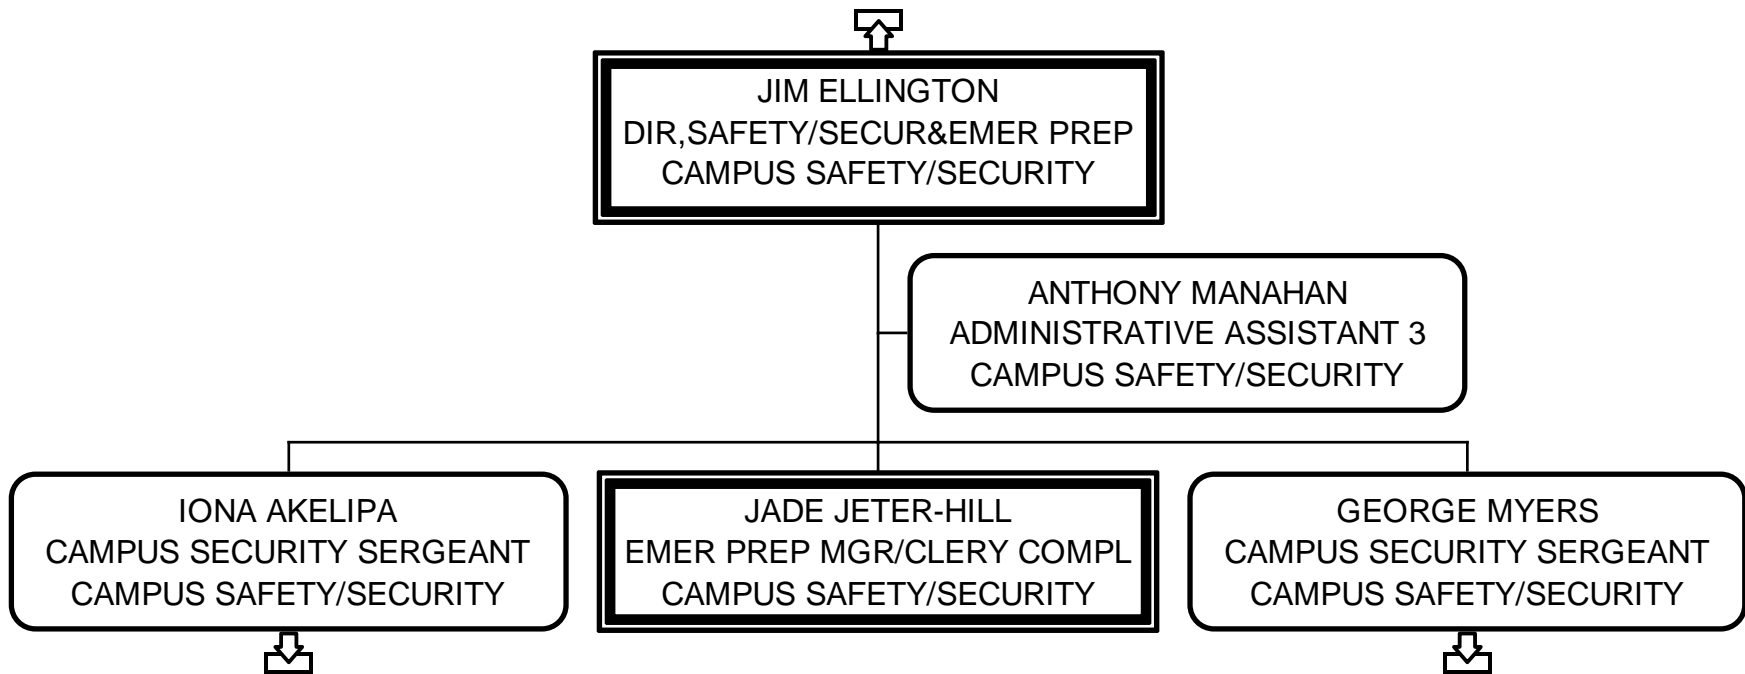 JIM ELLINGTON
DIR,SAFETY/SECUR&EMER PREP
CAMPUS SAFETY/SECURITY
ANTHONY MANAHAN
ADMINISTRATIVE ASSISTANT 3
CAMPUS SAFETY/SECURITY
IONA AKELIPA
CAMPUS SECURITY SERGEANT
CAMPUS SAFETY/SECURITY
JADE JETER-HILL
EMER PREP MGR/CLERY COMPL
CAMPUS SAFETY/SECURITY
GEORGE MYERS
CAMPUS SECURITY SERGEANT
CAMPUS SAFETY/SECURITY